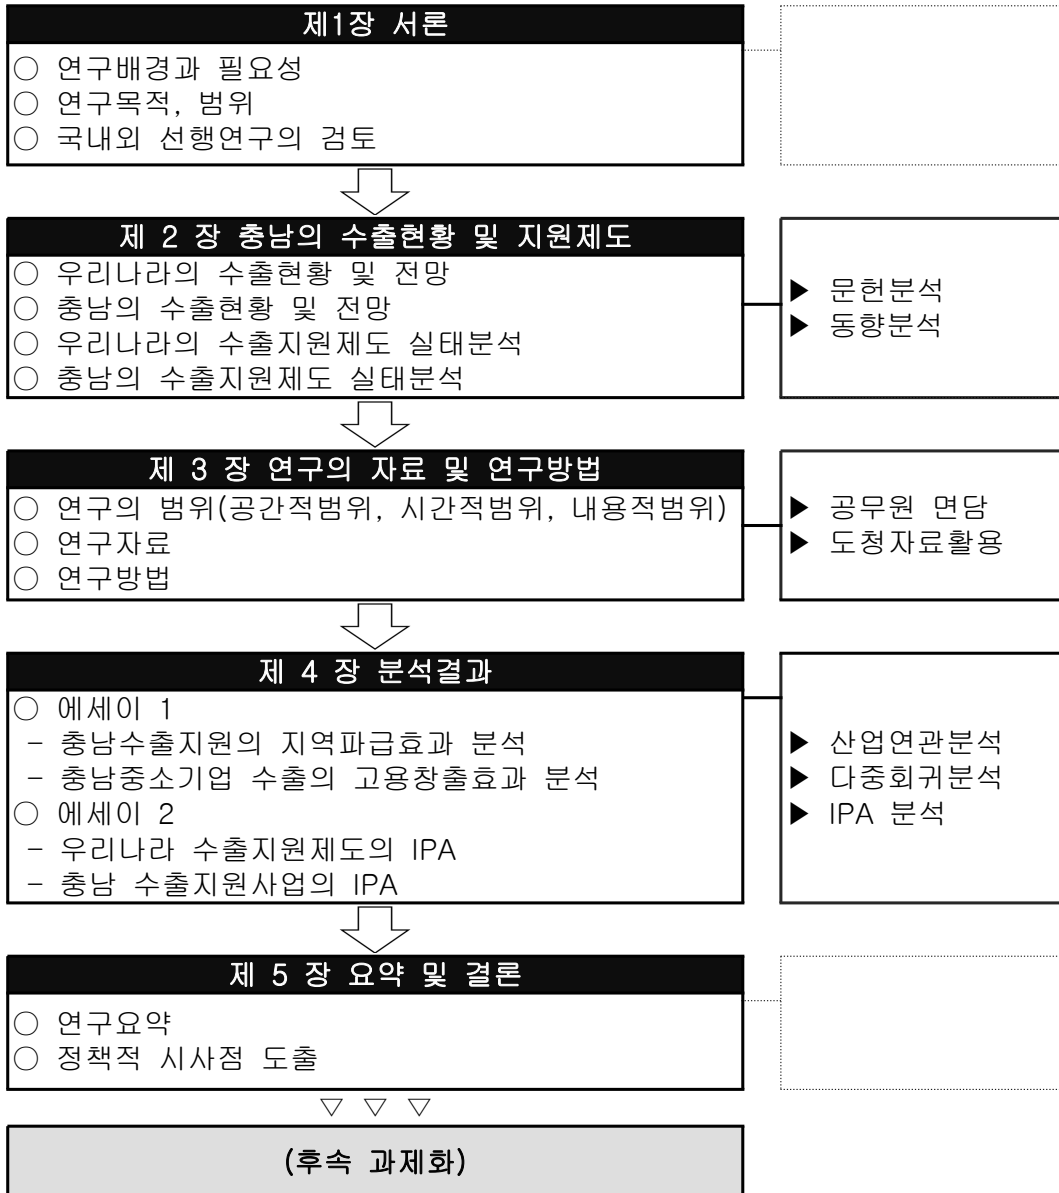 제1장 서론
○ 연구배경과 필요성
○ 연구목적, 범위
○ 국내외 선행연구의 검토
제 2 장 충남의 수출현황 및 지원제도
○ 우리나라의 수출현황 및 전망
○ 충남의 수출현황 및 전망
○ 우리나라의 수출지원제도 실태분석
○ 충남의 수출지원제도 실태분석
▶ 문헌분석
▶ 동향분석
제 3 장 연구의 자료 및 연구방법
○ 연구의 범위(공간적범위, 시간적범위, 내용적범위)
○ 연구자료
○ 연구방법
▶ 공무원 면담
▶ 도청자료활용
제 4 장 분석결과
○ 에세이 1
- 충남수출지원의 지역파급효과 분석
- 충남중소기업 수출의 고용창출효과 분석
○ 에세이 2
- 우리나라 수출지원제도의 IPA
- 충남 수출지원사업의 IPA
▶ 산업연관분석
▶ 다중회귀분석
▶ IPA 분석
제 5 장 요약 및 결론
○ 연구요약
○ 정책적 시사점 도출
▽ ▽ ▽
(후속 과제화)